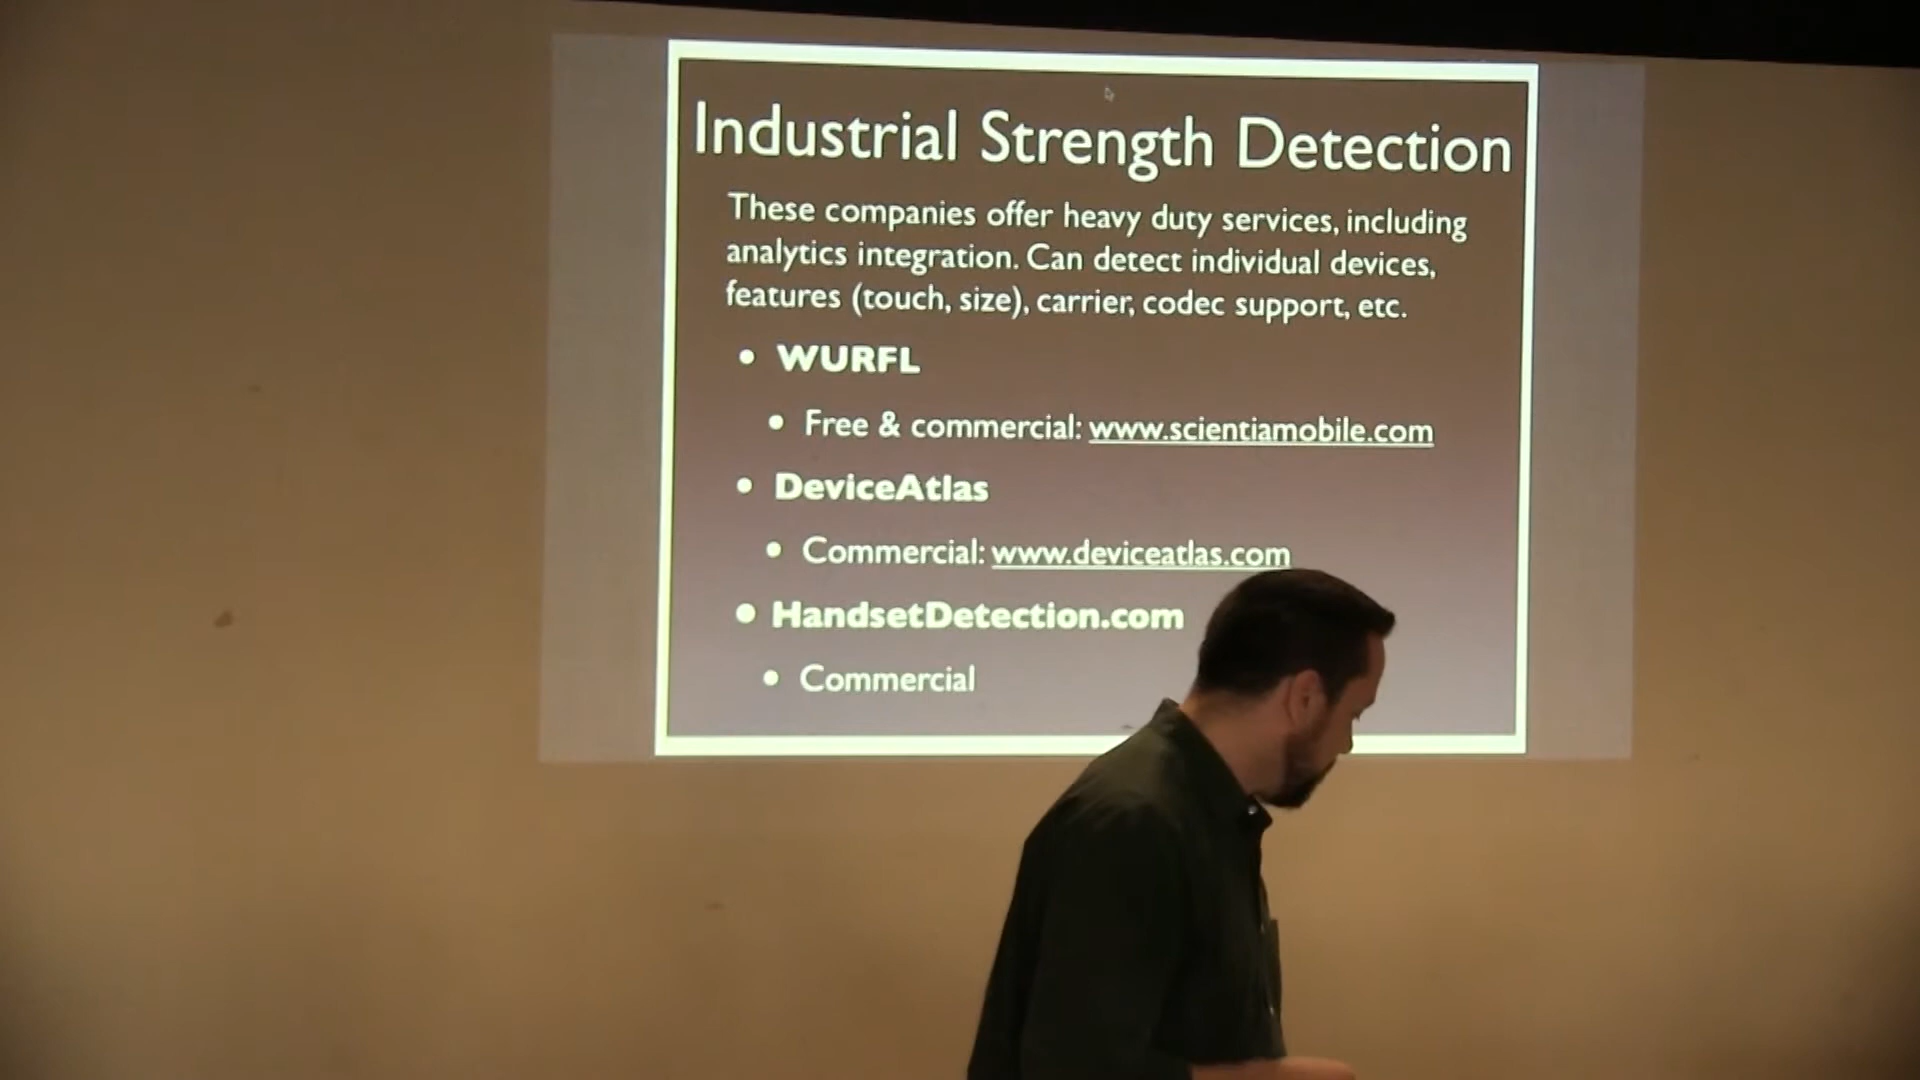 Industrial Strength Detection
These companies offer heavy duty services, including
analytics integration. Can detect individual devices,
features (touch, size), carrier, codec support, etc.
• WURFL
• Free & commercial: www.scientiamobile.com
• DeviceAtlas
• Commercial: www.deviceatlas.com
• HandsetDetection.com
• Commercial